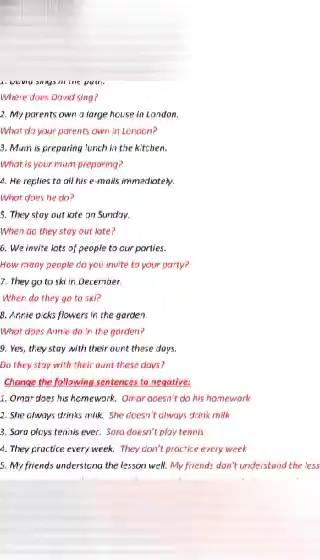 1. David sings in the path.
Where does David sing?
2. My parents own a large house in London.
What do your parents own in London?
3. Mum is preparing lunch in the kitchen.
What is your mum preparing?
4. He replies to all his e-mails immediately.
What does he do?
5. They stay out late on Sunday.
When do they stay out late?
6. We invite lots of people to our parties.
How many people do you invite to your party?
7. They go to ski in December.
When do they go to ski?
8. Annie picks flowers in the garden.
What does Annie do in the garden?
9. Yes, they stay with their aunt these days.
Do they stay with their aunt these days?
Change the following sentences to negative:
1. Omar does his homework. Omar doesn't do his homework
2. She always drinks milk. She doesn't always drink milk
3. Sara plays tennis ever. Sara doesn't play tennis
4. They practice every week. They don't practice every week
5. My friends understand the lesson well. My friends don't understand the less